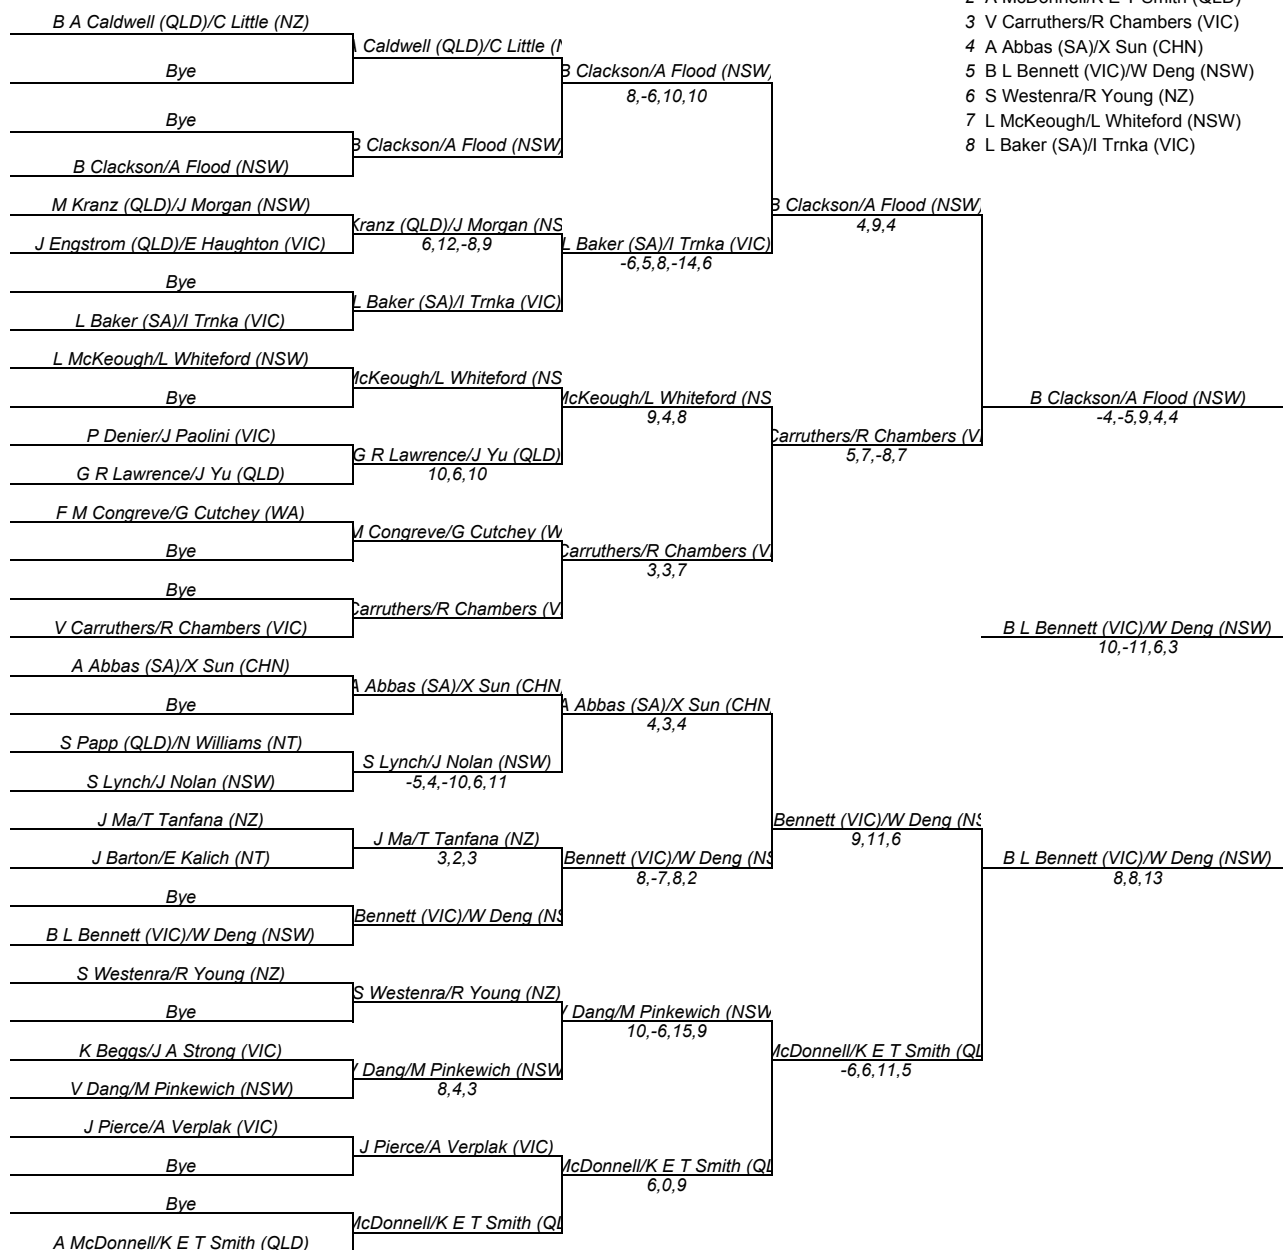 2 A McDonnell/K E T Smith (QLD)
3 V Carruthers/R Chambers (VIC)
4 A Abbas (SA)/X Sun (CHN)
5 B L Bennett (VIC)/W Deng (NSW)
6 S Westenra/R Young (NZ)
7 L McKeough/L Whiteford (NSW)
8 L Baker (SA)/I Trnka (VIC)
B A Caldwell (QLD)/C Little (NZ)
Bye
Bye
B Clackson/A Flood (NSW)
M Kranz (QLD)/J Morgan (NSW)
J Engstrom (QLD)/E Haughton (VIC)
Bye
L Baker (SA)/I Trnka (VIC)
L McKeough/L Whiteford (NSW)
Bye
P Denier/J Paolini (VIC)
G R Lawrence/J Yu (QLD)
F M Congreve/G Cutchey (WA)
Bye
Bye
V Carruthers/R Chambers (VIC)
A Abbas (SA)/X Sun (CHN)
Bye
S Papp (QLD)/N Williams (NT)
S Lynch/J Nolan (NSW)
J Ma/T Tanfana (NZ)
J Barton/E Kalich (NT)
Bye
B L Bennett (VIC)/W Deng (NSW)
S Westenra/R Young (NZ)
Bye
K Beggs/J A Strong (VIC)
V Dang/M Pinkewich (NSW)
J Pierce/A Verplak (VIC)
Bye
Bye
A McDonnell/K E T Smith (QLD)
A Caldwell (QLD)/C Little (N
B Clackson/A Flood (NSW)
Kranz (QLD)/J Morgan (NS
6,12,-8,9
L Baker (SA)/I Trnka (VIC)
McKeough/L Whiteford (NS
G R Lawrence/J Yu (QLD)
10,6,10
M Congreve/G Cutchey (W
Carruthers/R Chambers (V
A Abbas (SA)/X Sun (CHN)
S Lynch/J Nolan (NSW)
-5,4,-10,6,11
J Ma/T Tanfana (NZ)
3,2,3
Bennett (VIC)/W Deng (NS
S Westenra/R Young (NZ)
V Dang/M Pinkewich (NSW
8,4,3
J Pierce/A Verplak (VIC)
McDonnell/K E T Smith (QL
B Clackson/A Flood (NSW)
8,-6,10,10
L Baker (SA)/I Trnka (VIC)
-6,5,8,-14,6
McKeough/L Whiteford (NS
9,4,8
Carruthers/R Chambers (V
3,3,7
A Abbas (SA)/X Sun (CHN)
4,3,4
Bennett (VIC)/W Deng (NS
8,-7,8,2
V Dang/M Pinkewich (NSW
10,-6,15,9
McDonnell/K E T Smith (QL
6,0,9
B Clackson/A Flood (NSW)
4,9,4
Carruthers/R Chambers (V
5,7,-8,7
Bennett (VIC)/W Deng (NS
9,11,6
McDonnell/K E T Smith (QL
-6,6,11,5
B Clackson/A Flood (NSW)
-4,-5,9,4,4
B L Bennett (VIC)/W Deng (NSW)
10,-11,6,3
B L Bennett (VIC)/W Deng (NSW)
8,8,13